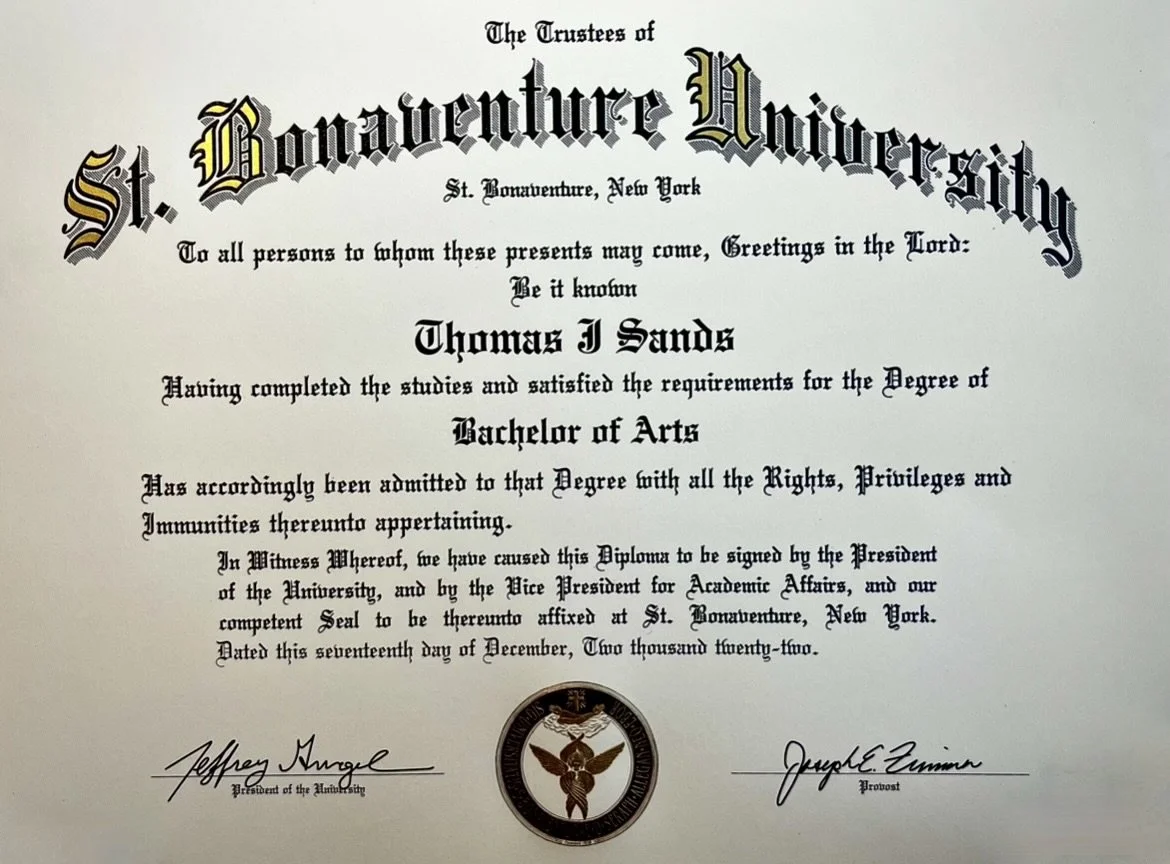 The Trustees of
St. Bonaventure University
St. Bonaventure, New York
To all persons to whom these presents may come, Greetings in the Lord:
Be it known
Thomas J Sands
Having completed the studies and satisfied the requirements for the Degree of
Bachelor of Arts
Has accordingly been admitted to that Degree with all the Rights, Privileges and
Immunities thereunto appertaining.
In Witness Whereof, we have caused this Diploma to be signed by the President
of the University, and by the Vice President for Academic Affairs, and our
competent Seal to be thereunto affixed at St. Bonaventure, New York.
Dated this seventeenth day of December, Two thousand twenty-two.
Jeffrey Gingel
President of the University
Joseph E. Zimmer
Provost